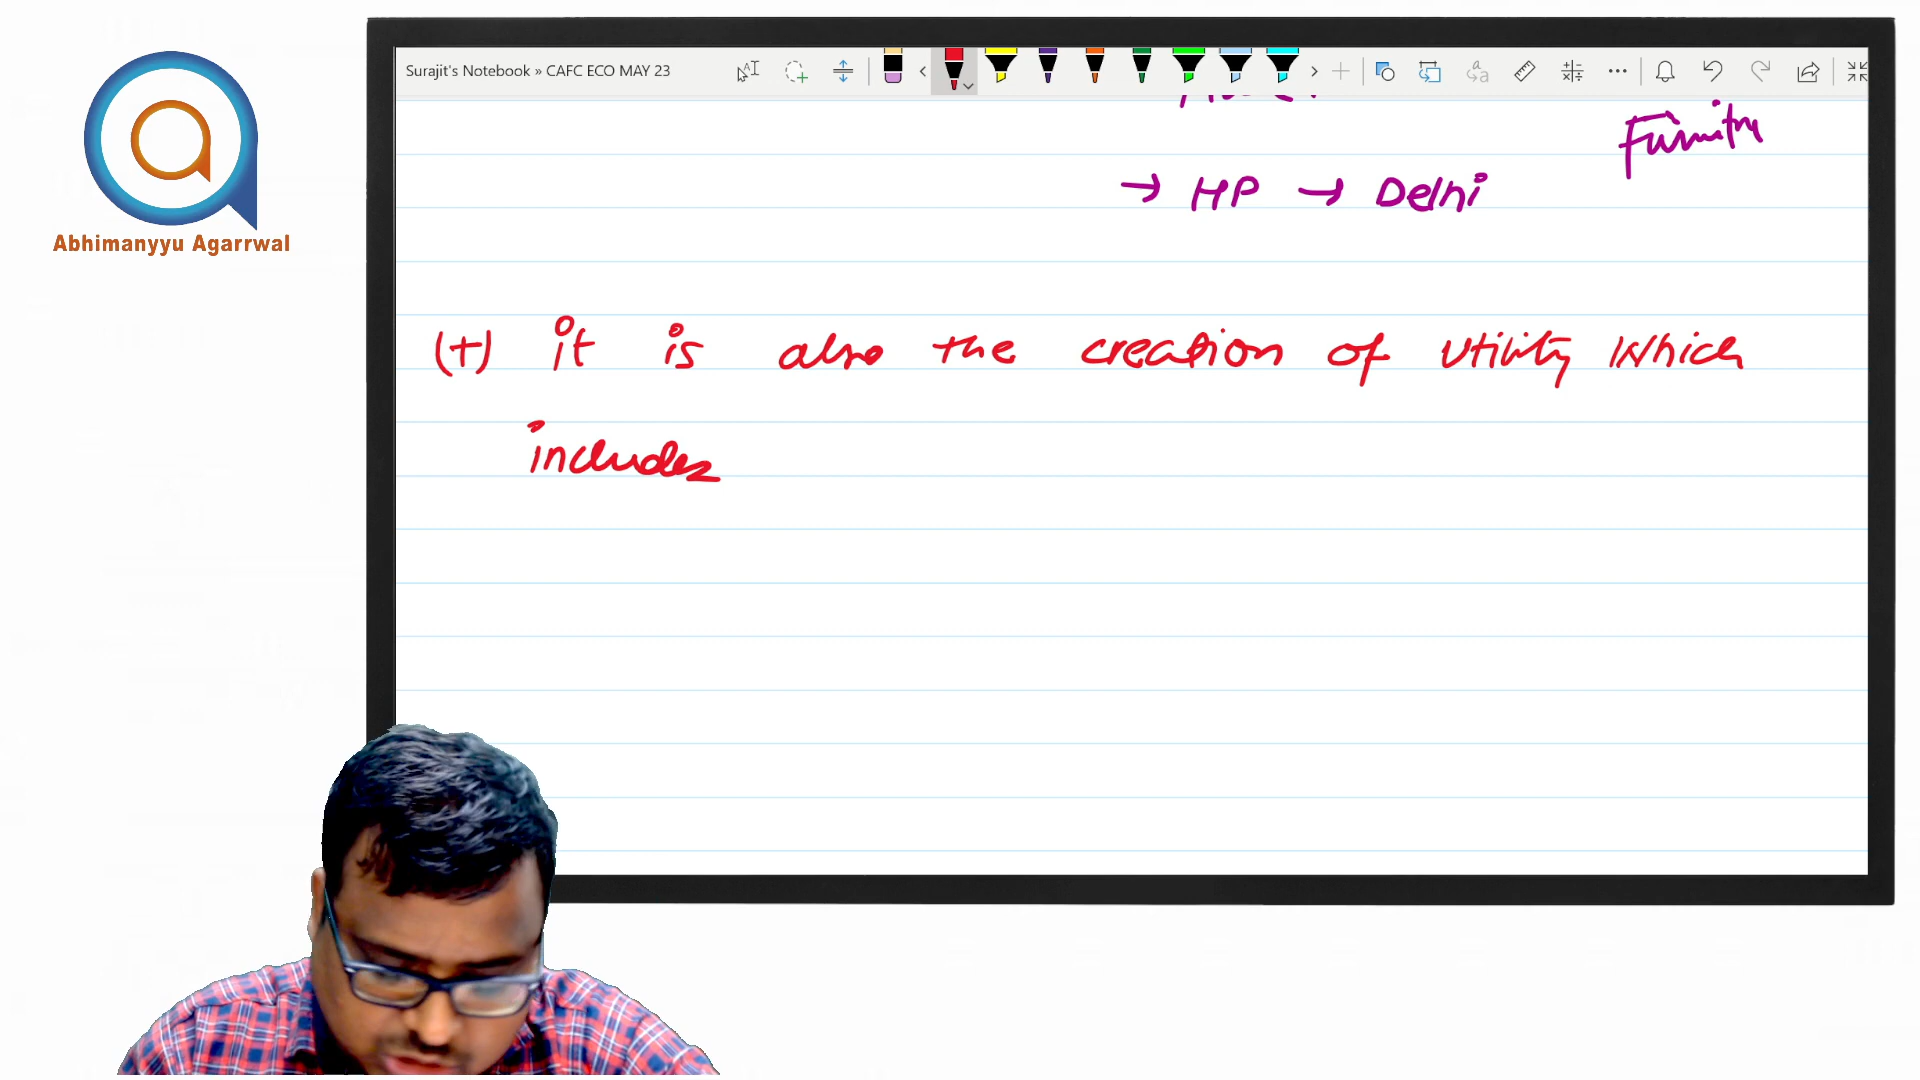 Surajit's Notebook » CAFC ECO MAY 23
Furnitu
→ HP → Delhi
(+) it is also the creation of utility which
includes
Abhimanyyu Agarrwal